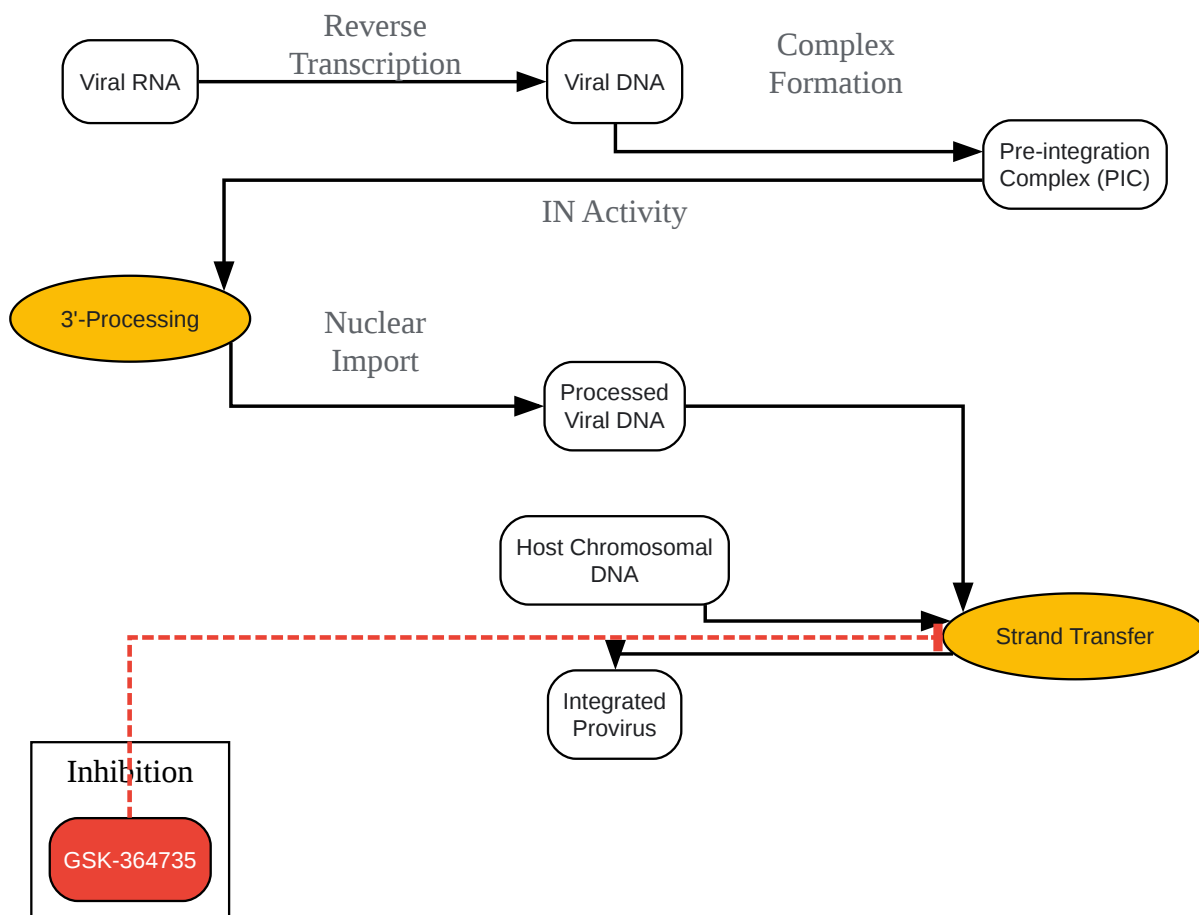 Reverse
Transcription
Complex
Formation
Viral RNA
Viral DNA
Pre-integration
Complex (PIC)
IN Activity
3'-Processing
Nuclear
Import
Processed
Viral DNA
Host Chromosomal
DNA
Strand Transfer
Integrated
Provirus
Inhibition
GSK-364735